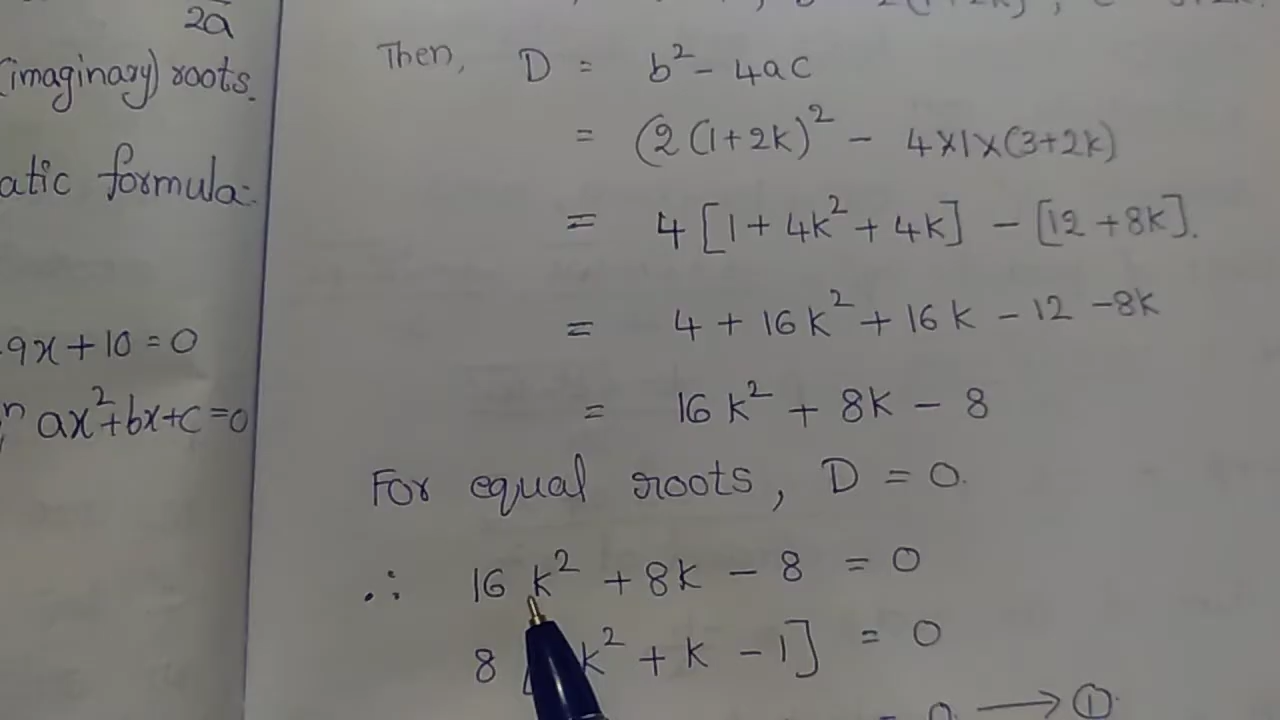 2a
(imaginary) roots.
atic formula:
9x + 10 = 0
n ax² + bx + c = 0
Then, D = b² - 4ac
= (2(1+2k)² - 4×1×(3+2k)
= 4[1 + 4k² + 4k] - [12 + 8k].
= 4 + 16k² + 16k - 12 - 8k
= 16k² + 8k - 8
For equal roots, D = 0.
∴ 16k² + 8k - 8 = 0
8 [ k² + k - 1] = 0
= 0 → ①